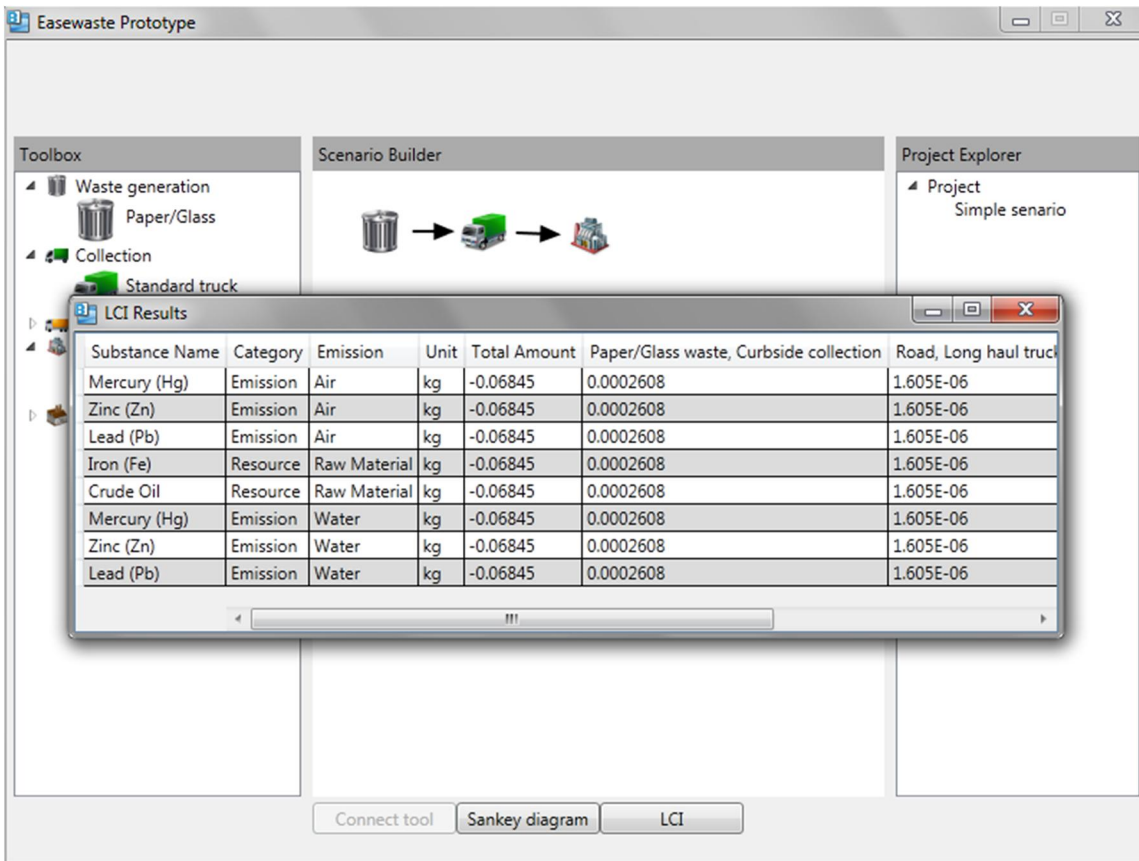 Easewaste Prototype
Toolbox
Scenario Builder
Project Explorer
Waste generation
Paper/Glass
Collection
Standard truck
Project
Simple senario
LCI Results
Substance Name Category Emission Unit Total Amount Paper/Glass waste, Curbside collection Road, Long haul truck
Mercury (Hg) Emission Air kg -0.06845 0.0002608 1.605E-06
Zinc (Zn) Emission Air kg -0.06845 0.0002608 1.605E-06
Lead (Pb) Emission Air kg -0.06845 0.0002608 1.605E-06
Iron (Fe) Resource Raw Material kg -0.06845 0.0002608 1.605E-06
Crude Oil Resource Raw Material kg -0.06845 0.0002608 1.605E-06
Mercury (Hg) Emission Water kg -0.06845 0.0002608 1.605E-06
Zinc (Zn) Emission Water kg -0.06845 0.0002608 1.605E-06
Lead (Pb) Emission Water kg -0.06845 0.0002608 1.605E-06
Connect tool Sankey diagram LCI